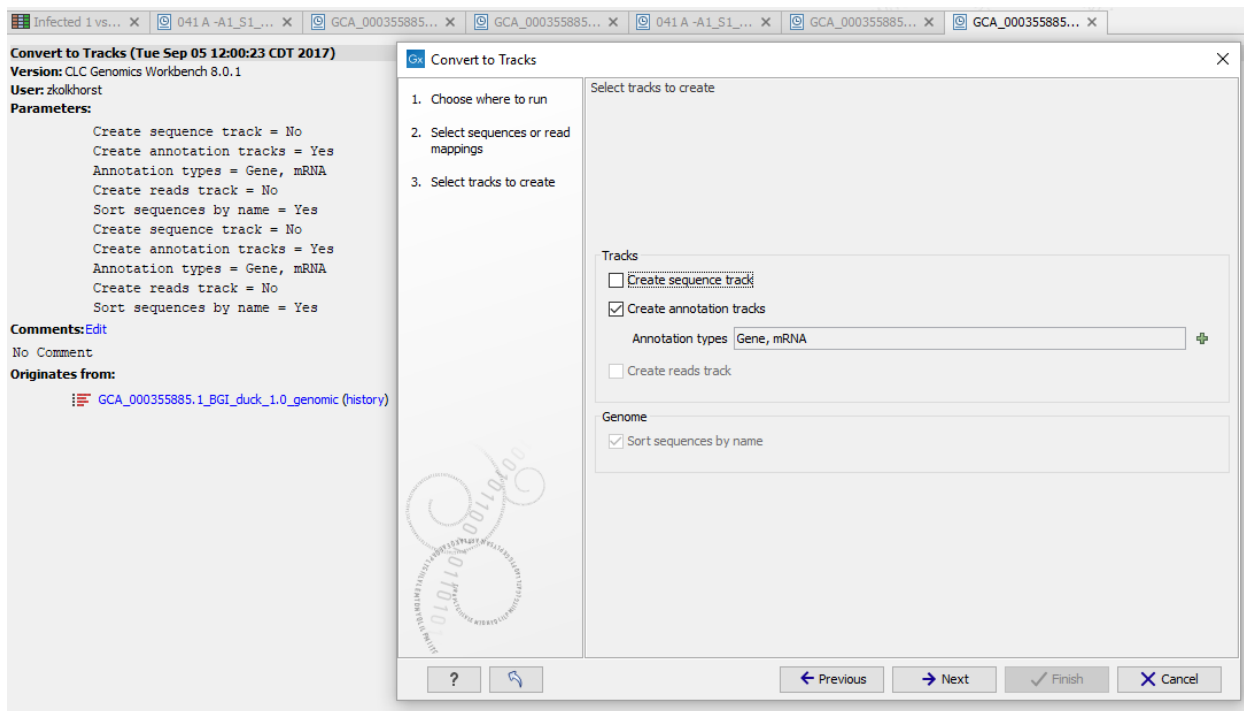 Infected 1 vs...
041 A -A1_S1_...
GCA_000355885...
GCA_000355885...
041 A -A1_S1_...
GCA_000355885...
GCA_000355885...
Convert to Tracks (Tue Sep 05 12:00:23 CDT 2017)
Version: CLC Genomics Workbench 8.0.1
User: zkolkhorst
Parameters:
Create sequence track = No
Create annotation tracks = Yes
Annotation types = Gene, mRNA
Create reads track = No
Sort sequences by name = Yes
Create sequence track = No
Create annotation tracks = Yes
Annotation types = Gene, mRNA
Create reads track = No
Sort sequences by name = Yes
Comments: Edit
No Comment
Originates from:
GCA_000355885.1_BGI_duck_1.0_genomic (history)
Gx Convert to Tracks
1. Choose where to run
2. Select sequences or read
mappings
3. Select tracks to create
Select tracks to create
Tracks
Create sequence track
Create annotation tracks
Annotation types Gene, mRNA
Create reads track
Genome
Sort sequences by name
?
Previous
Next
Finish
Cancel